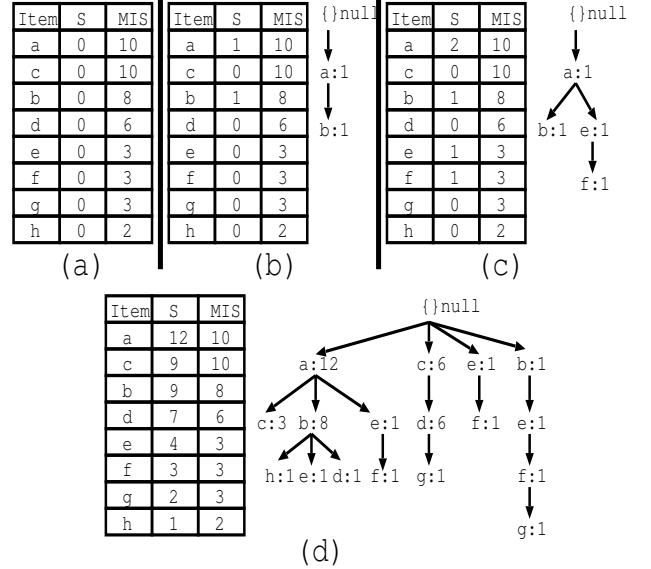 Item S MIS
a 0 10
c 0 10
b 0 8
d 0 6
e 0 3
f 0 3
g 0 3
h 0 2
(a)
Item S MIS
a 1 10
c 0 10
b 1 8
d 0 6
e 0 3
f 0 3
g 0 3
h 0 2
{}null
a:1
b:1
(b)
Item S MIS
a 2 10
c 0 10
b 1 8
d 0 6
e 1 3
f 1 3
g 0 3
h 0 2
{}null
a:1
b:1 e:1
f:1
(c)
Item S MIS
a 12 10
c 9 10
b 9 8
d 7 6
e 4 3
f 3 3
g 2 3
h 1 2
{}null
a:12 c:6 e:1 b:1
c:3 b:8 e:1 d:6 f:1 e:1
h:1 e:1 d:1 f:1 g:1 f:1
g:1
(d)